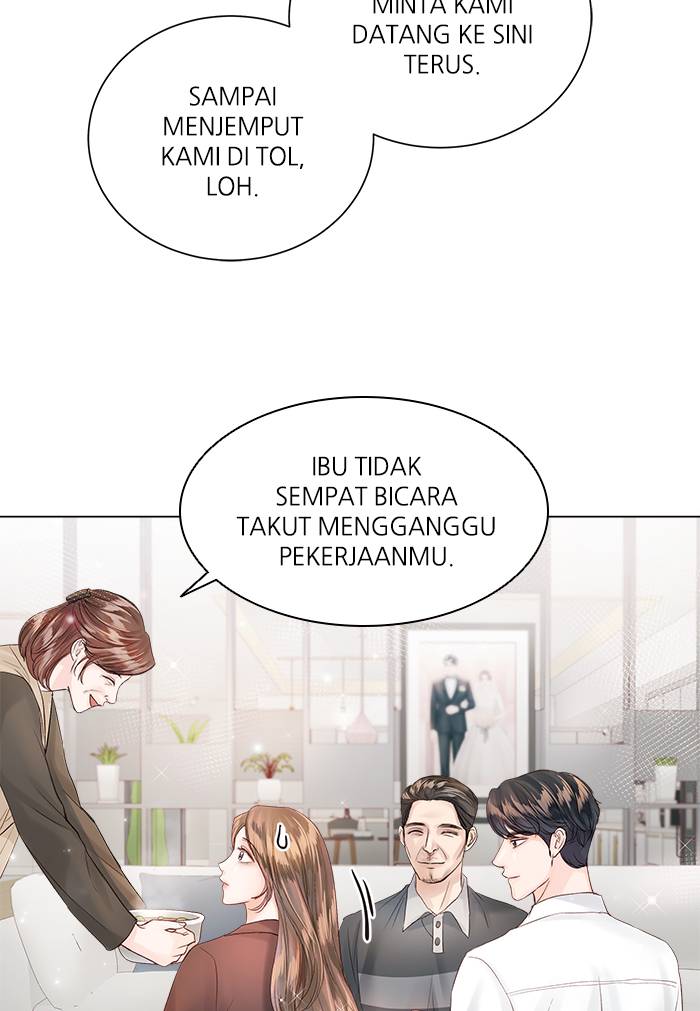 MINTA KAMI
DATANG KE SINI
TERUS.
SAMPAI
MENJEMPUT
KAMI DI TOL,
LOH.
IBU TIDAK
SEMPAT BICARA
TAKUT MENGGANGGU
PEKERJAANMU.